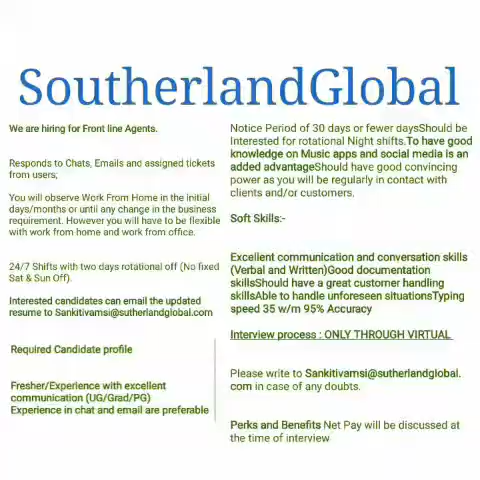 SoutherlandGlobal
We are hiring for Front line Agents.
Responds to Chats, Emails and assigned tickets
from users;
You will observe Work From Home in the initial
days/months or until any change in the business
requirement. However you will have to be flexible
with work from home and work from office.
24/7 Shifts with two days rotational off (No fixed
Sat & Sun Off).
Interested candidates can email the updated
resume to Sankitivamsi@sutherlandglobal.com
Required Candidate profile
Fresher/Experience with excellent
communication (UG/Grad/PG)
Experience in chat and email are preferable
Notice Period of 30 days or fewer daysShould be
Interested for rotational Night shifts.To have good
knowledge on Music apps and social media is an
added advantageShould have good convincing
power as you will be regularly in contact with
clients and/or customers.
Soft Skills:-
Excellent communication and conversation skills
(Verbal and Written)Good documentation
skillsShould have a great customer handling
skillsAble to handle unforeseen situationsTyping
speed 35 w/m 95% Accuracy
Interview process : ONLY THROUGH VIRTUAL
Please write to Sankitivamsi@sutherlandglobal.
com in case of any doubts.
Perks and Benefits Net Pay will be discussed at
the time of interview